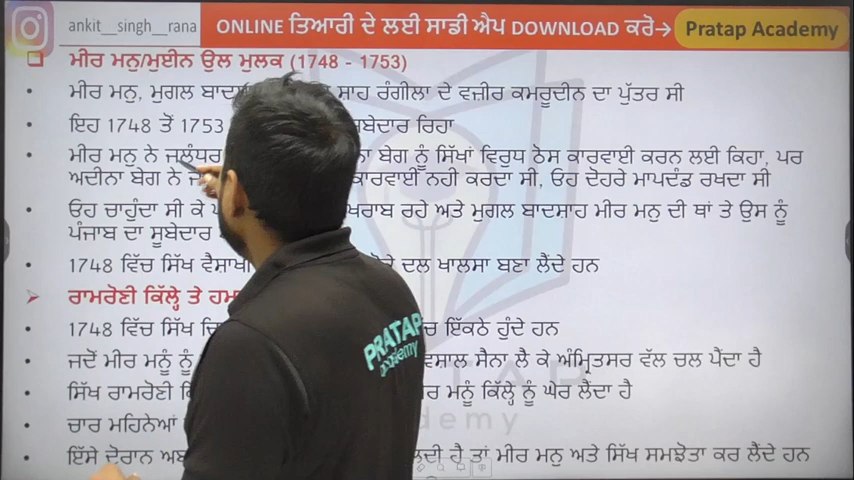 ankit__singh__rana
ONLINE ਤਿਆਰੀ ਦੇ ਲਈ ਸਾਡੀ ਐਪ DOWNLOAD ਕਰੋ→
Pratap Academy
ਮੀਰ ਮਨੁ/ਮੁਈਨ ਉਲ ਮੁਲਕ (1748 - 1753)
ਮੀਰ ਮਨੁ, ਮੁਗਲ ਸ਼ਾਹ ਰੰਗੀਲਾ ਦੇ ਵਜ਼ੀਰ ਕਮਰੂਦੀਨ ਦਾ ਪੁੱਤਰ ਸੀ
ਇਹ 1748 ਤੋਂ 1753 ਸੂਬੇਦਾਰ ਰਿਹਾ
ਮੀਰ ਮਨੁ ਨੇ ਬੇਗ ਨੂੰ ਸਿੱਖਾਂ ਵਿਰੁਧ ਠੋਸ ਕਾਰਵਾਈ ਕਰਨ ਲਈ ਕਿਹਾ, ਪਰ
ਅਦੀਨਾ ਬੇਗ ਨੇ ਕਾਰਵਾਈ ਨਹੀ ਕਰਦਾ ਸੀ, ਓਹ ਦੋਹਰੇ ਮਾਪਦੰਡ ਰਖਦਾ ਸੀ
ਓਹ ਚਾਹੁੰਦਾ ਸੀ ਕੇ ਖਰਾਬ ਰਹੇ ਅਤੇ ਮੁਗਲ ਬਾਦਸਾਹ ਮੀਰ ਮਨੁ ਦੀ ਥਾਂ ਤੇ ਉਸ ਨੂੰ
ਪੰਜਾਬ ਦਾ ਸੂਬੇਦਾਰ
1748 ਵਿੱਚ ਸਿੱਖ ਵੈਸ਼ਾਖੀ ਦਲ ਖਾਲਸਾ ਬਣਾ ਲੈਂਦੇ ਹਨ
ਰਾਮਰੋਣੀ ਕਿੱਲ੍ਹੇ ਤੇ
1748 ਵਿੱਚ ਸਿੱਖ ਇੱਕਠੇ ਹੁੰਦੇ ਹਨ
ਜਦੋਂ ਮੀਰ ਮਨੂੰ ਨੂੰ ਸੈਨਾ ਲੈ ਕੇ ਅੰਮ੍ਰਿਤਸਰ ਵੱਲ ਚਲ ਪੈਂਦਾ ਹੈ
ਸਿੱਖ ਰਾਮਰੋਣੀ ਮਨੂੰ ਕਿੱਲ੍ਹੇ ਨੂੰ ਘੇਰ ਲੈਂਦਾ ਹੈ
ਚਾਰ ਮਹਿਨੇਆਂ
ਇੱਸੇ ਦੋਰਾਨ ਹੈ ਤਾਂ ਮੀਰ ਮਨੁ ਅਤੇ ਸਿੱਖ ਸਮਝੋਤਾ ਕਰ ਲੈਂਦੇ ਹਨ
PRATAP
academy